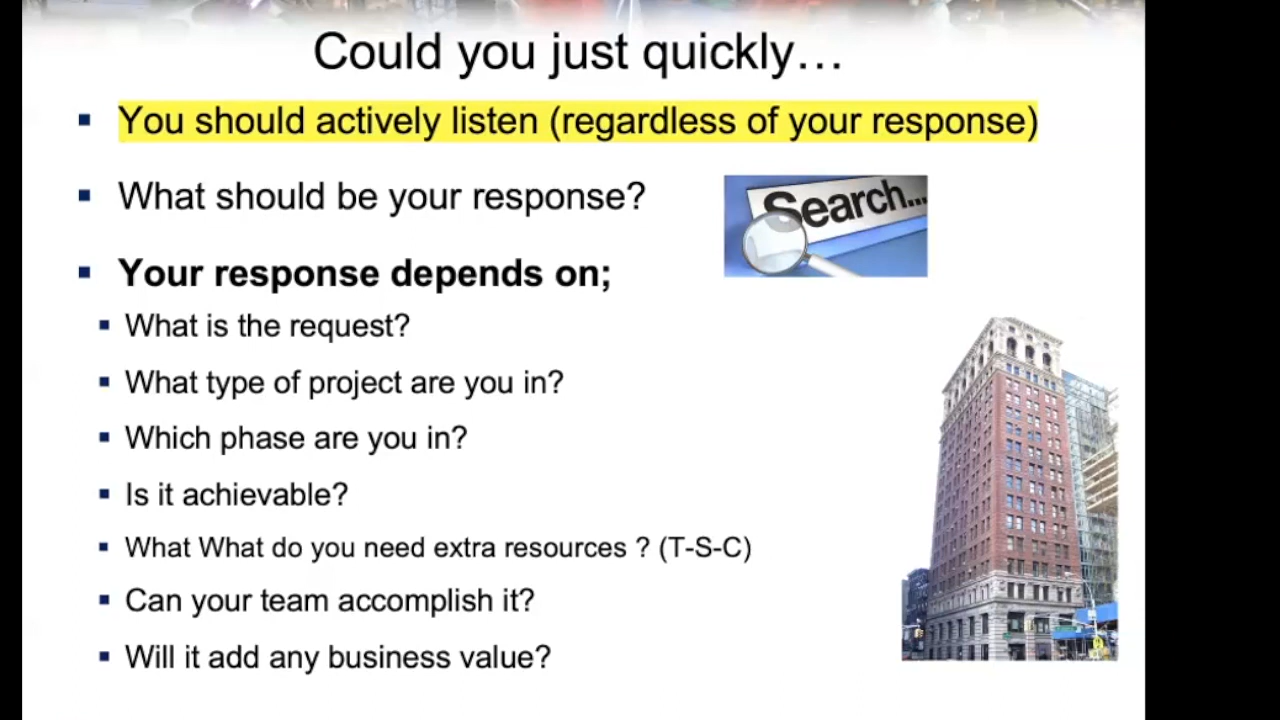 Could you just quickly…
You should actively listen (regardless of your response)
What should be your response?
Search...
Your response depends on;
What is the request?
What type of project are you in?
Which phase are you in?
Is it achievable?
What What do you need extra resources ? (T-S-C)
Can your team accomplish it?
Will it add any business value?